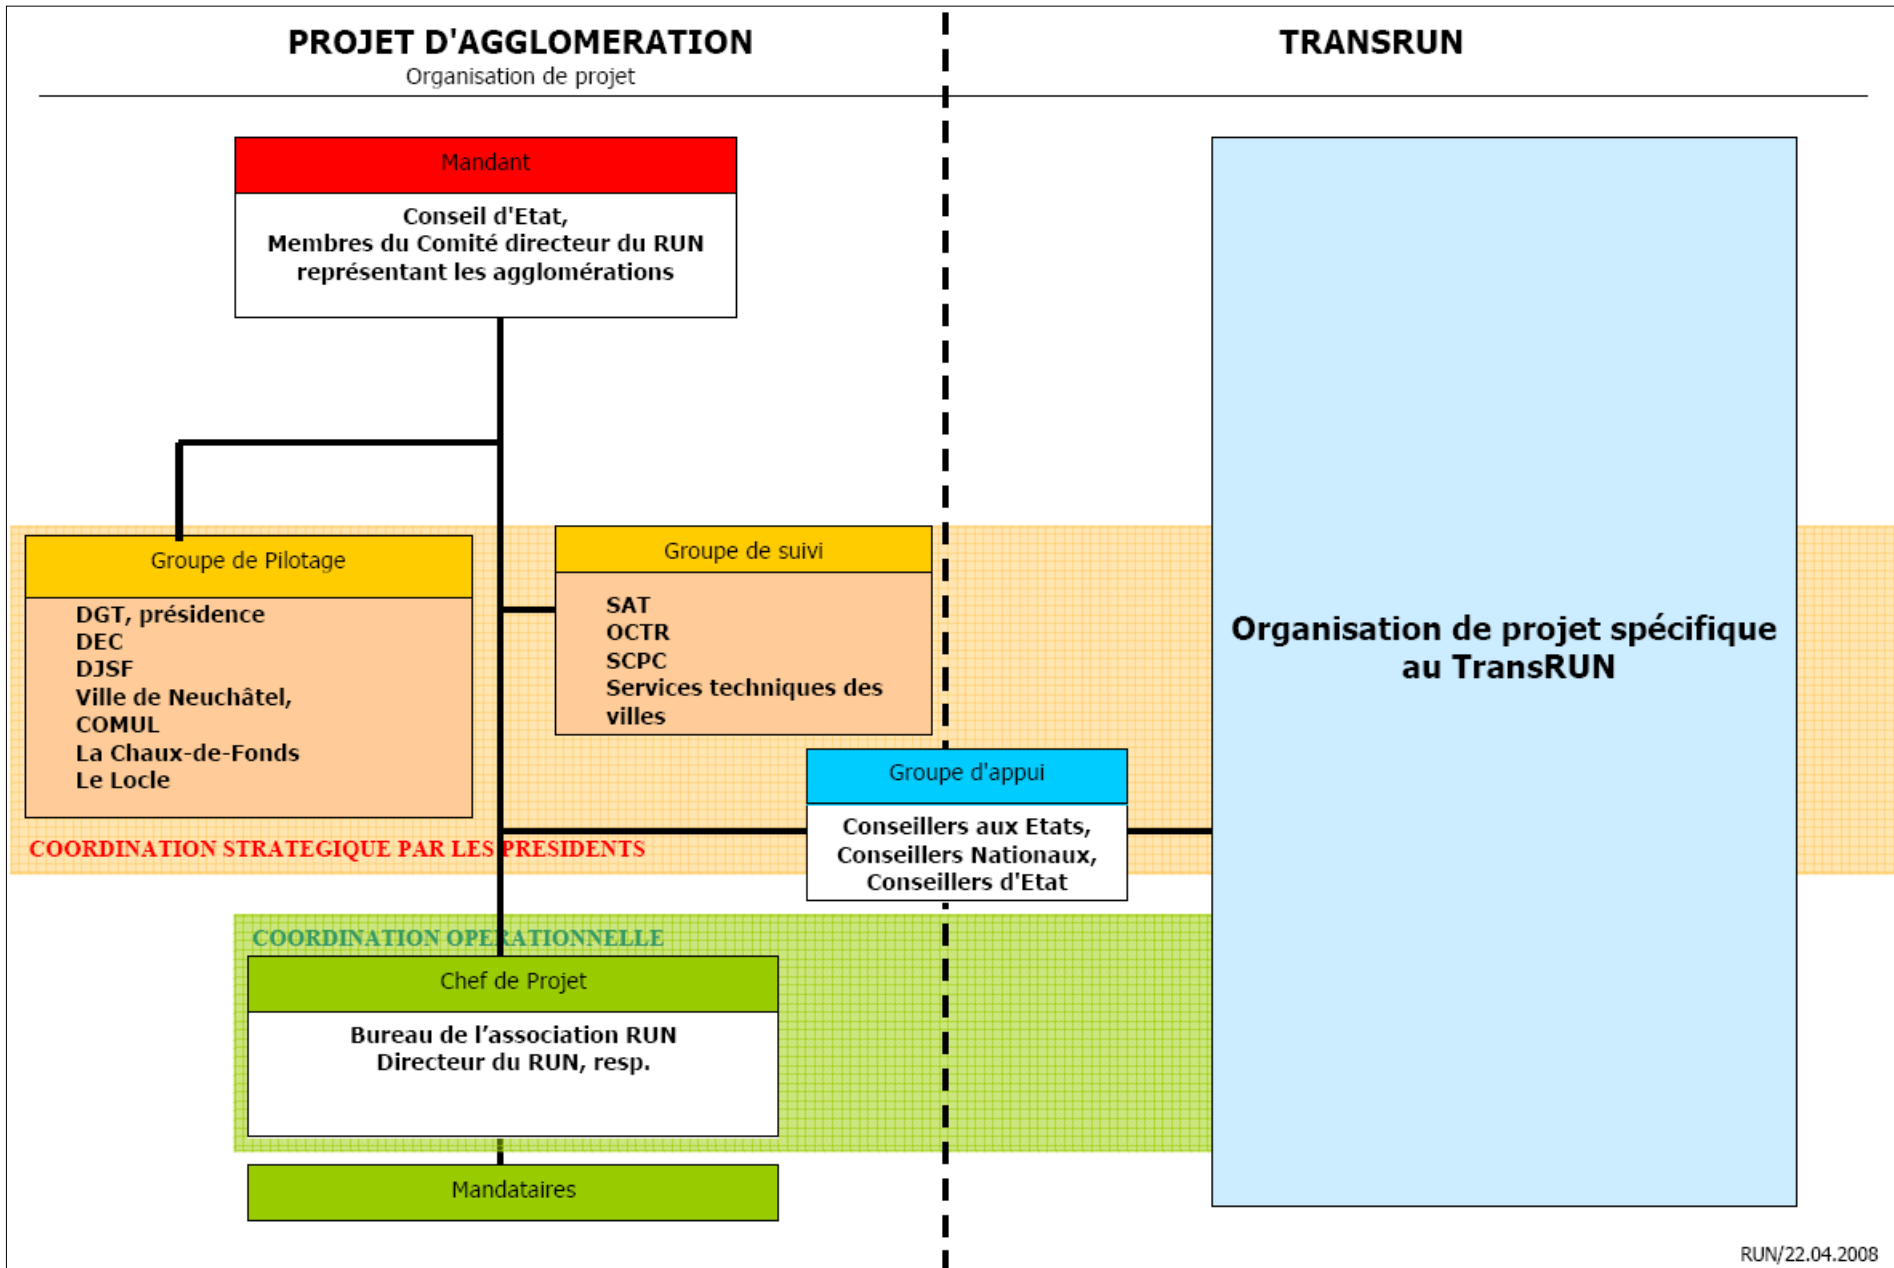 PROJET D'AGGLOMERATION
Organisation de projet
TRANSRUN
Mandant
Conseil d'Etat,
Membres du Comité directeur du RUN
représentant les agglomérations
Groupe de Pilotage
DGT, présidence
DEC
DJSF
Ville de Neuchâtel,
COMUL
La Chaux-de-Fonds
Le Locle
Groupe de suivi
SAT
OCTR
SCPC
Services techniques des
villes
Organisation de projet spécifique
au TransRUN
Groupe d'appui
Conseillers aux Etats,
Conseillers Nationaux,
Conseillers d'Etat
COORDINATION STRATEGIQUE PAR LES PRESIDENTS
COORDINATION OPERATIONNELLE
Chef de Projet
Bureau de l’association RUN
Directeur du RUN, resp.
Mandataires
RUN/22.04.2008